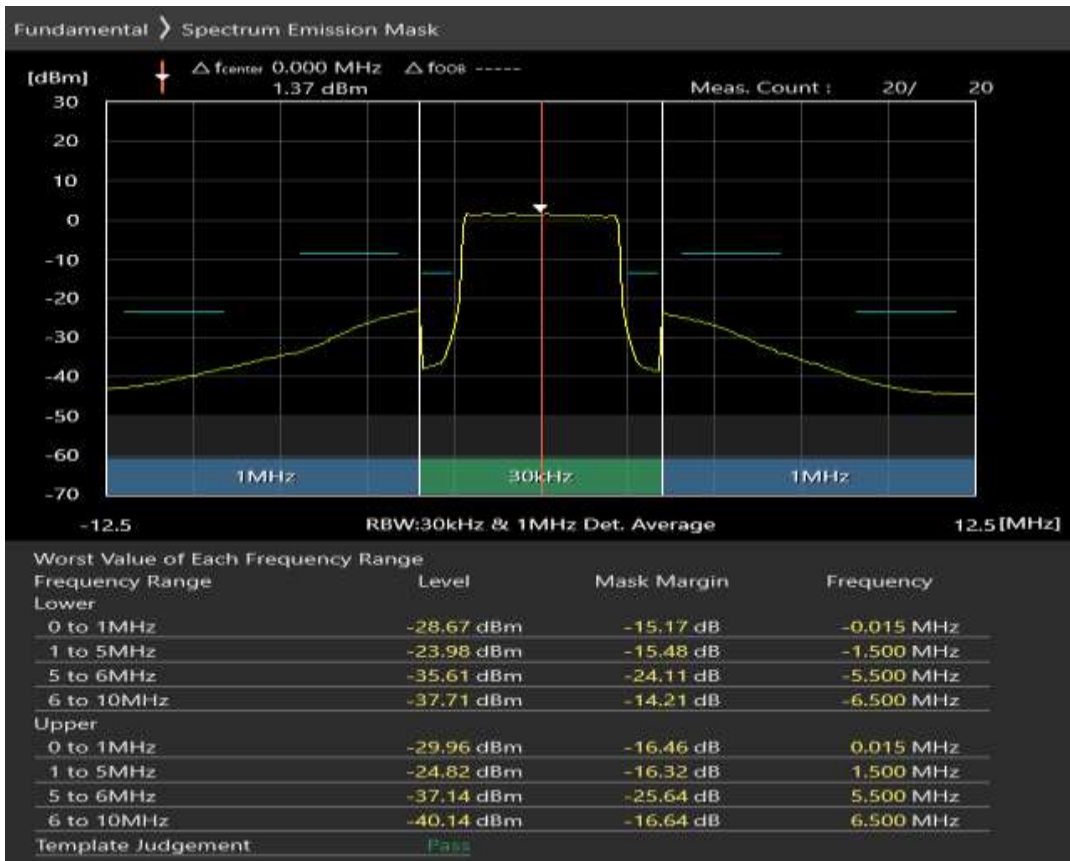 Fundamental ❭ Spectrum Emission Mask
[dBm] △ fcenter 0.000 MHz △ fOOB -----
1.37 dBm Meas. Count : 20/ 20
30
20
10
0
-10
-20
-30
-40
-50
-60
1MHz 30kHz 1MHz
-70
-12.5 RBW:30kHz & 1MHz Det. Average 12.5 [MHz]
Worst Value of Each Frequency Range
Frequency Range Level Mask Margin Frequency
Lower
0 to 1MHz -28.67 dBm -15.17 dB -0.015 MHz
1 to 5MHz -23.98 dBm -15.48 dB -1.500 MHz
5 to 6MHz -35.61 dBm -24.11 dB -5.500 MHz
6 to 10MHz -37.71 dBm -14.21 dB -6.500 MHz
Upper
0 to 1MHz -29.96 dBm -16.46 dB 0.015 MHz
1 to 5MHz -24.82 dBm -16.32 dB 1.500 MHz
5 to 6MHz -37.14 dBm -25.64 dB 5.500 MHz
6 to 10MHz -40.14 dBm -16.64 dB 6.500 MHz
Template Judgement Pass